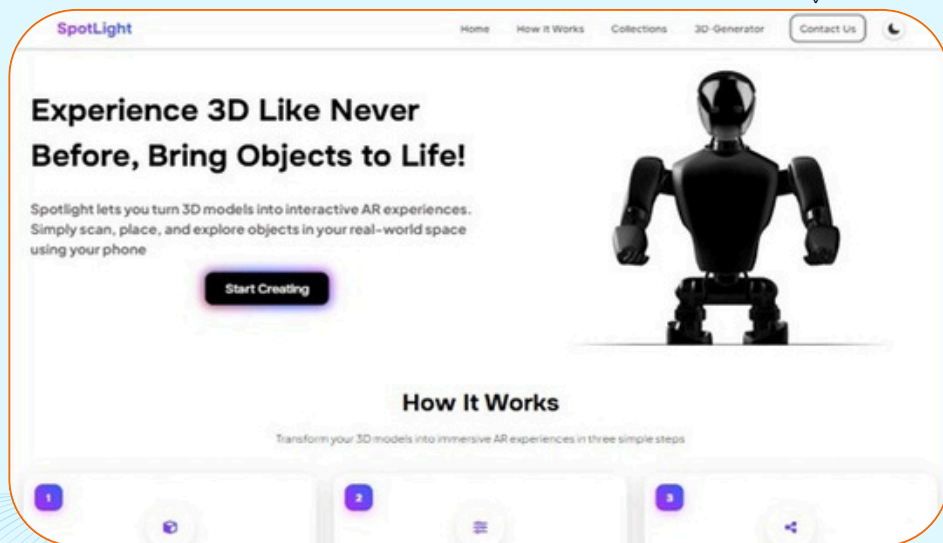 SpotLight
Home How It Works Collections 3D-Generator Contact Us
Experience 3D Like Never
Before, Bring Objects to Life!
Spotlight lets you turn 3D models into interactive AR experiences.
Simply scan, place, and explore objects in your real-world space
using your phone
Start Creating
How It Works
Transform your 3D models into immersive AR experiences in three simple steps
1
2
3